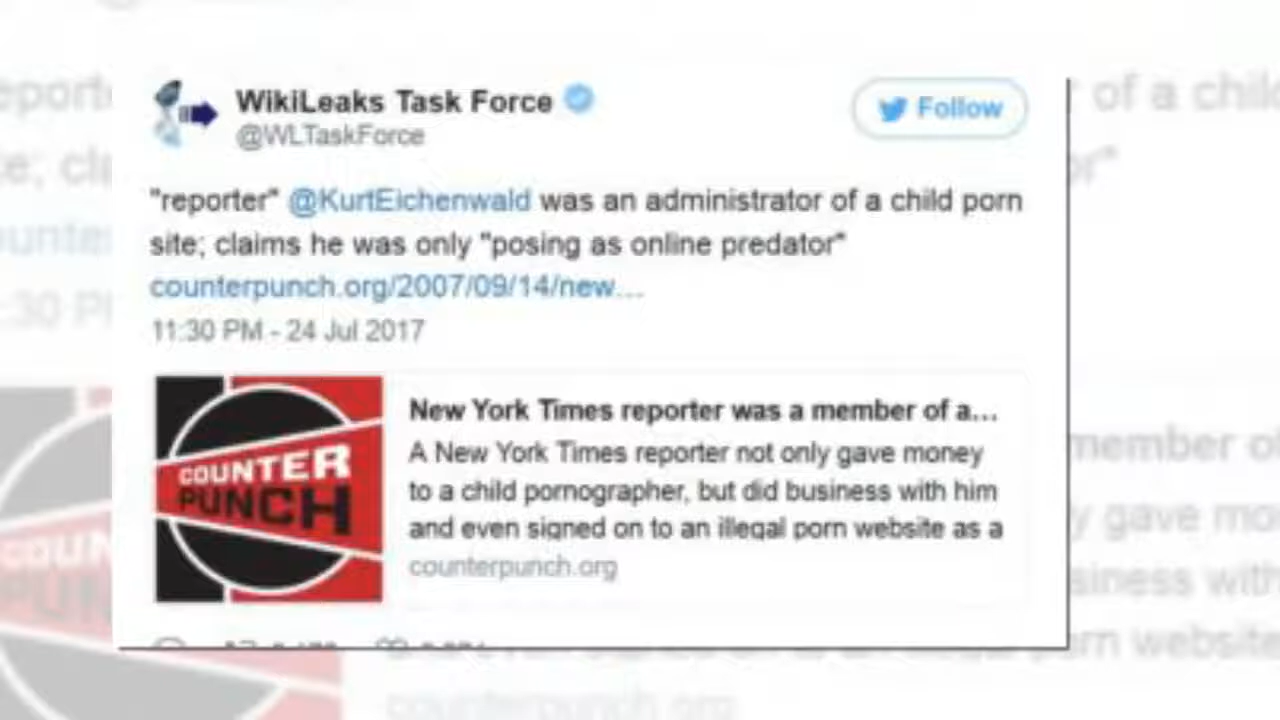 WikiLeaks Task Force
@WLTaskForce
Follow
"reporter" @KurtEichenwald was an administrator of a child porn
site; claims he was only "posing as online predator"
counterpunch.org/2007/09/14/new...
11:30 PM - 24 Jul 2017
COUNTER
PUNCH
New York Times reporter was a member of a...
A New York Times reporter not only gave money
to a child pornographer, but did business with him
and even signed on to an illegal porn website as a
counterpunch.org